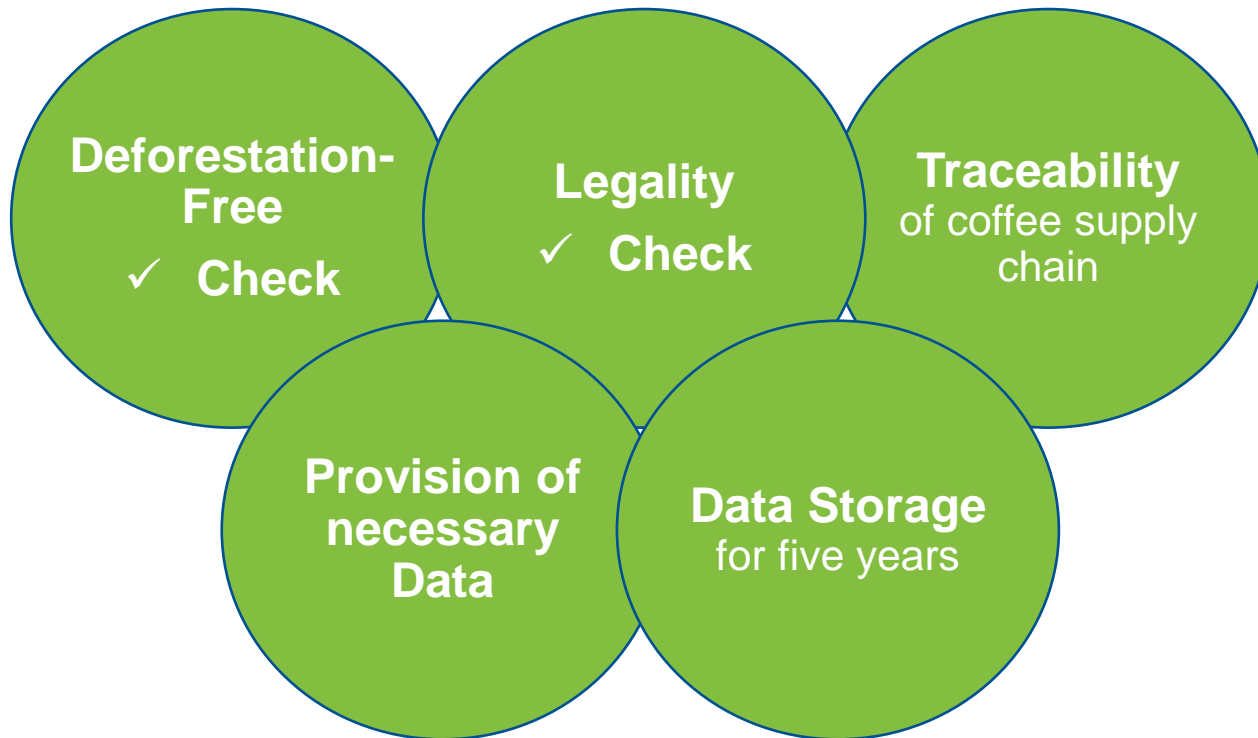 Deforestation-
Free
✓ Check
Legality
✓ Check
Traceability
of coffee supply
chain
Provision of
necessary
Data
Data Storage
for five years